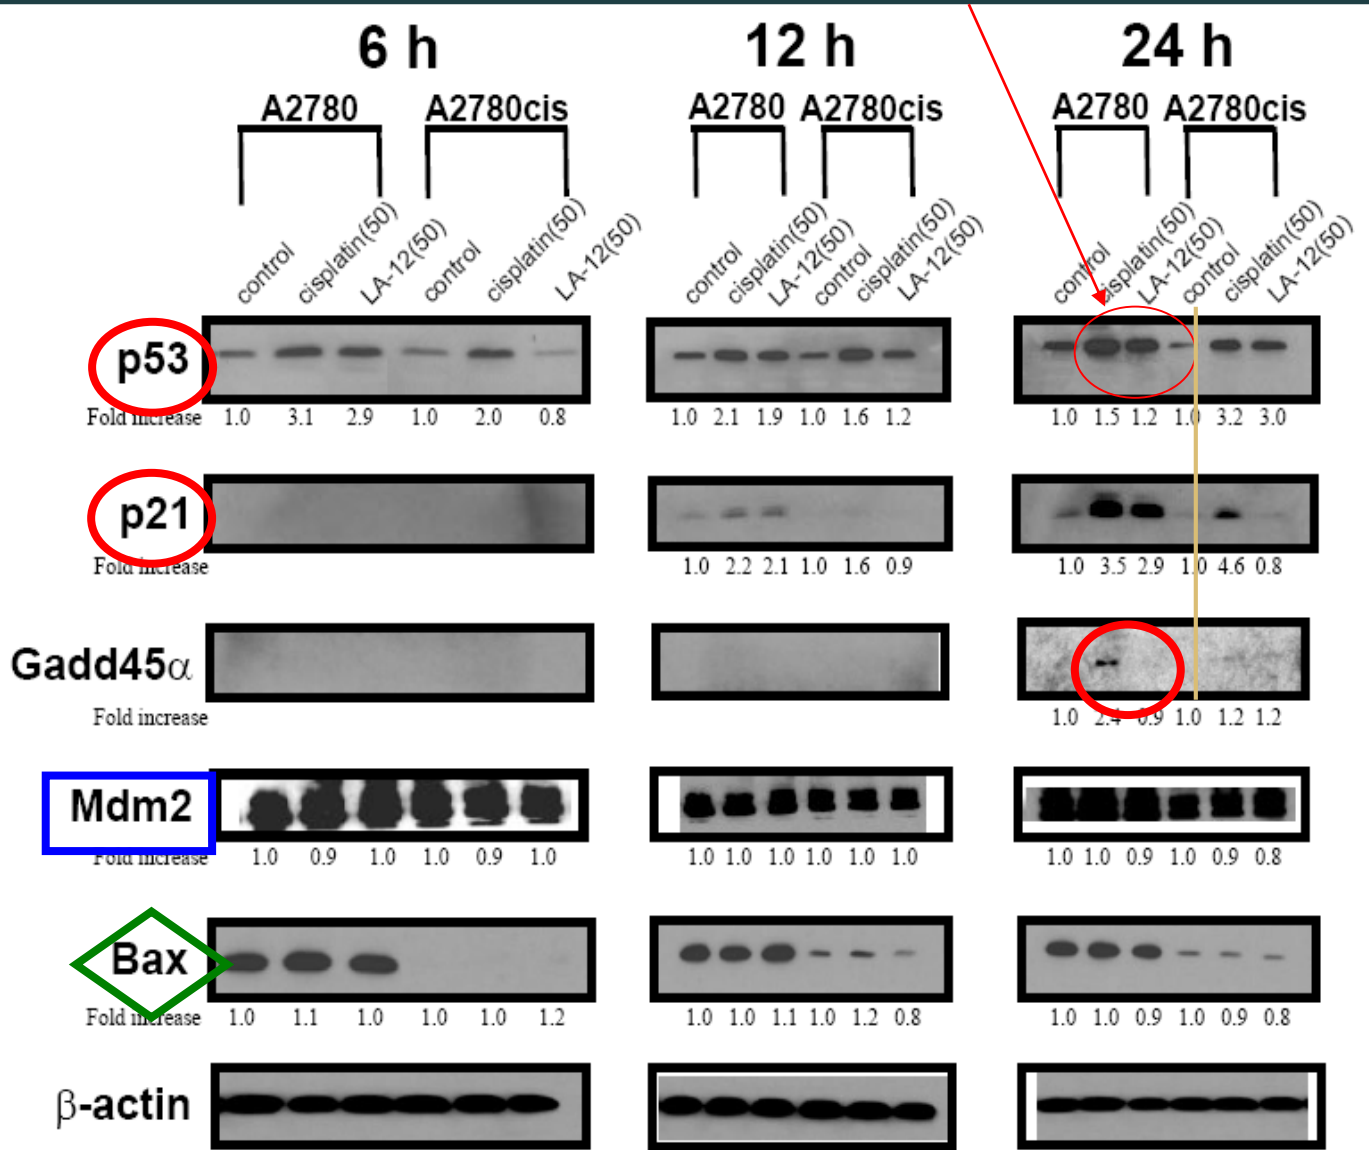 6 h 12 h 24 h
A2780 A2780cis A2780 A2780cis A2780 A2780cis
control cisplatin(50) LA-12(50) control cisplatin(50) LA-12(50) control cisplatin(50) LA-12(50) control cisplatin(50) LA-12(50) control cisplatin(50) LA-12(50) control cisplatin(50) LA-12(50)
p53
Fold increase 1.0 3.1 2.9 1.0 2.0 0.8 1.0 2.1 1.9 1.0 1.6 1.2 1.0 1.5 1.2 1.0 3.2 3.0
p21
Fold increase 1.0 2.2 2.1 1.0 1.6 0.9 1.0 3.5 2.9 1.0 4.6 0.8
Gadd45α
Fold increase 1.0 2.4 0.9 1.0 1.2 1.2
Mdm2
Fold increase 1.0 0.9 1.0 1.0 0.9 1.0 1.0 1.0 1.0 1.0 1.0 1.0 1.0 1.0 0.9 1.0 0.9 0.8
Bax
Fold increase 1.0 1.1 1.0 1.0 1.0 1.2 1.0 1.0 1.1 1.0 1.2 0.8 1.0 1.0 0.9 1.0 0.9 0.8
β-actin